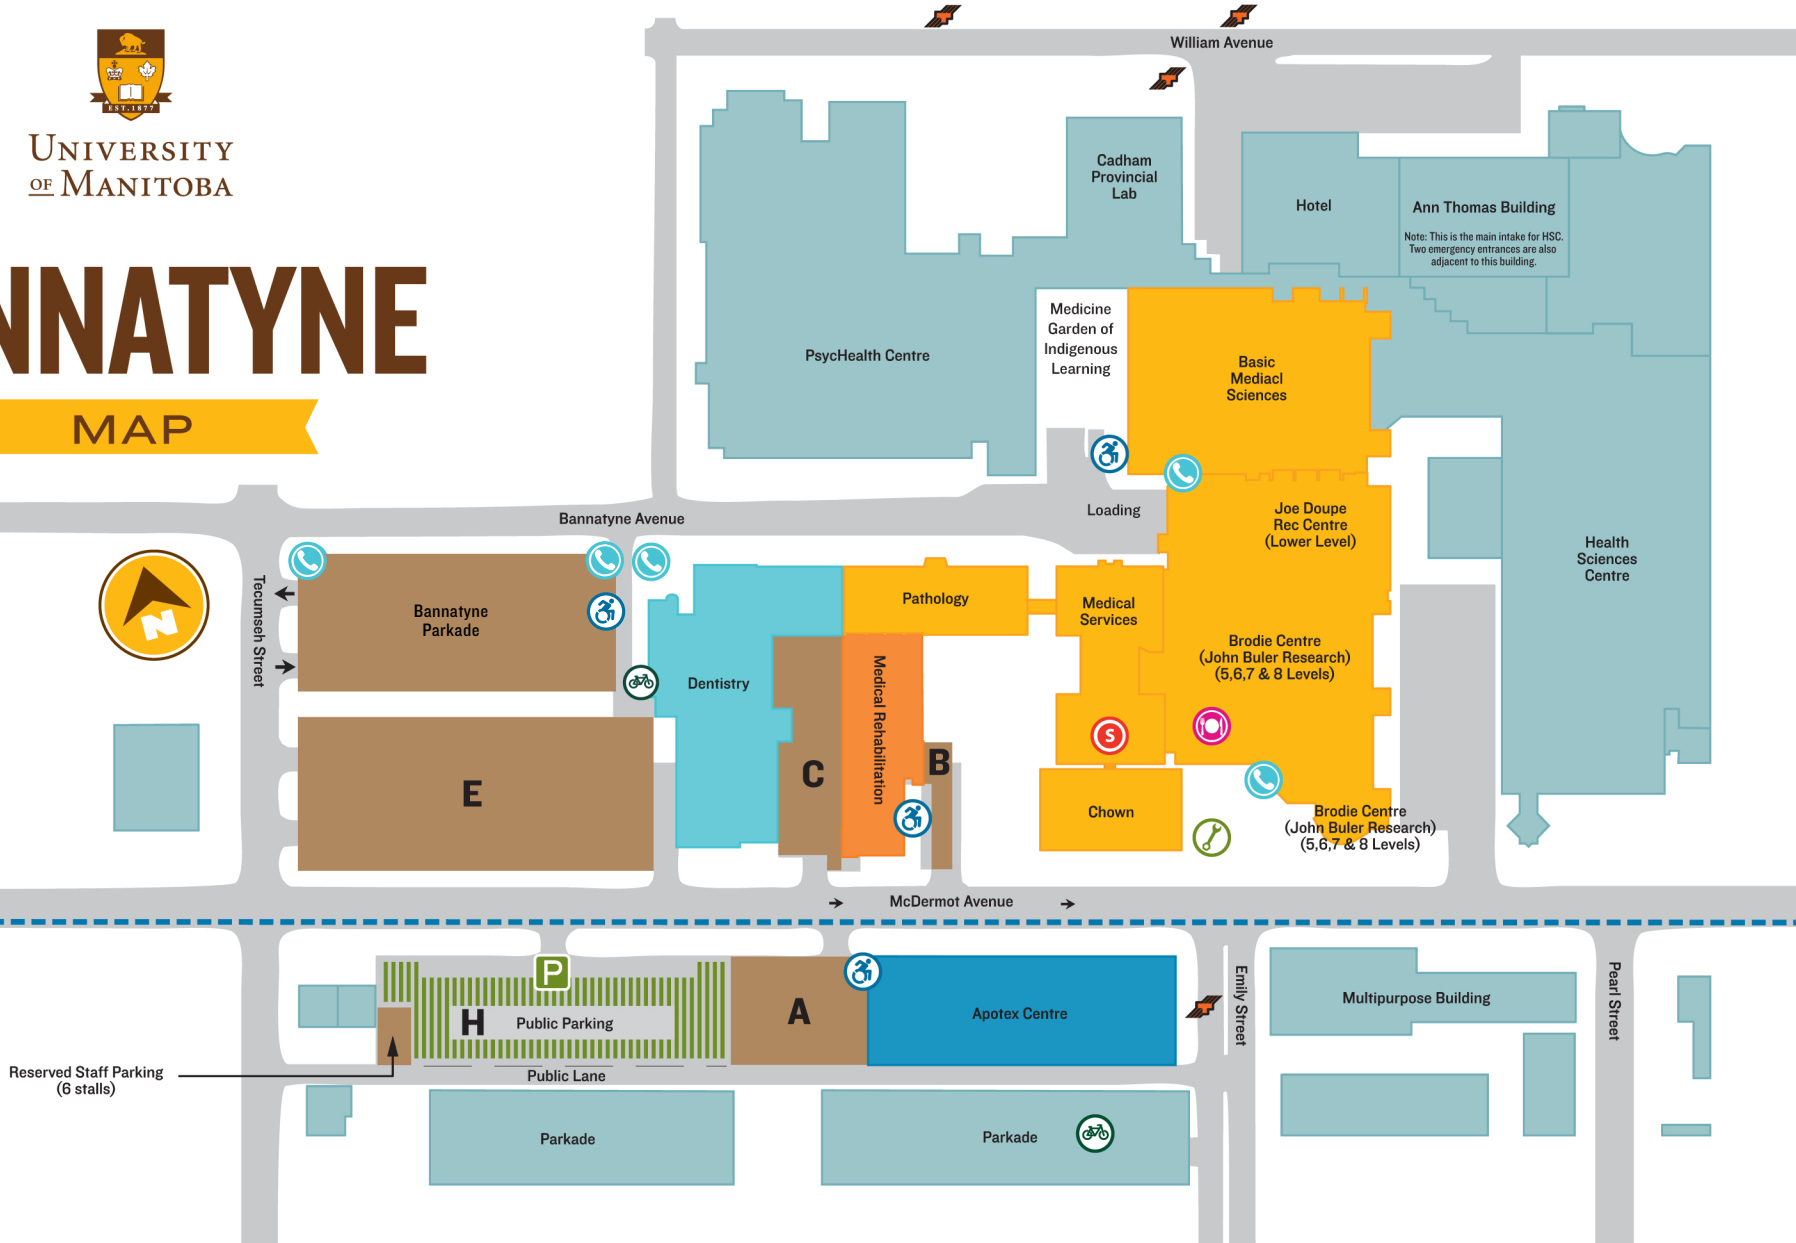 EST. 1877
UNIVERSITY
OF MANITOBA
NNATYNE
MAP
William Avenue
Cadham
Provincial
Lab
Hotel
Ann Thomas Building
Note: This is the main intake for HSC.
Two emergency entrances are also
adjacent to this building.
Medicine
Garden of
Indigenous
Learning
PsycHealth Centre
Basic
Mediacl
Sciences
Loading
Joe Doupe
Rec Centre
(Lower Level)
Bannatyne Avenue
Health
Sciences
Centre
N
Tecumseh Street
Bannatyne
Parkade
Pathology
Medical
Services
Brodie Centre
(John Buler Research)
(5,6,7 & 8 Levels)
Dentistry
Medical Rehabilitation
S
E
C
B
Chown
Brodie Centre
(John Buler Research)
(5,6,7 & 8 Levels)
McDermot Avenue
P
H
Public Parking
A
Apotex Centre
Emily Street
Multipurpose Building
Pearl Street
Reserved Staff Parking
(6 stalls)
Public Lane
Parkade
Parkade
T
T
T
T